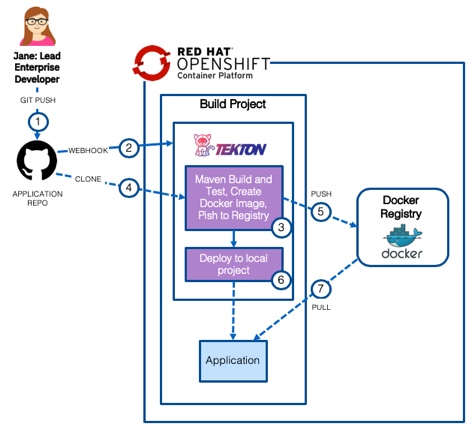 Jane: Lead
Enterprise
Developer
GIT PUSH
1
WEBHOOK
2
CLONE
4
APPLICATION
REPO
RED HAT®
OPENSHIFT
Container Platform
Build Project
TEKTON
Maven Build and
Test, Create
Docker Image,
Pish to Registry
3
Deploy to local
project
6
Application
PUSH
5
Docker
Registry
docker
7
PULL